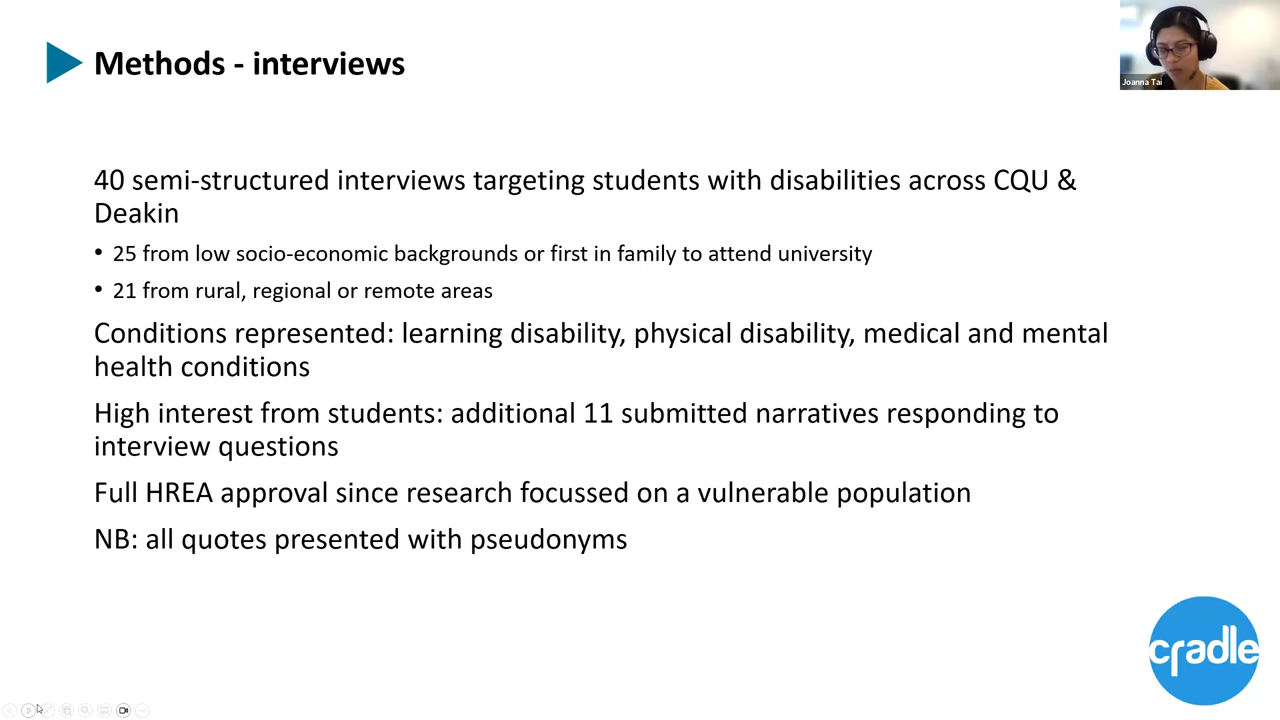 Methods - interviews
Joanna Tai
40 semi-structured interviews targeting students with disabilities across CQU &
Deakin
• 25 from low socio-economic backgrounds or first in family to attend university
• 21 from rural, regional or remote areas
Conditions represented: learning disability, physical disability, medical and mental
health conditions
High interest from students: additional 11 submitted narratives responding to
interview questions
Full HREA approval since research focussed on a vulnerable population
NB: all quotes presented with pseudonyms
cradle